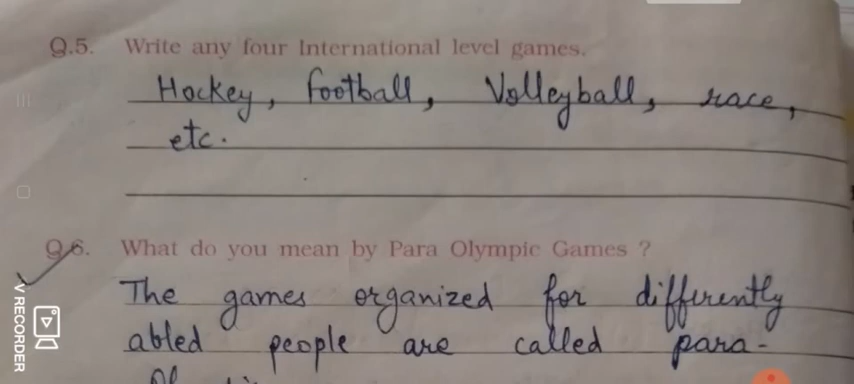 Q.5. Write any four International level games.
Hockey, football, Volleyball, race,
etc.
Q.6. What do you mean by Para Olympic Games ?
The games organized for differently
abled people are called para-
V RECORDER